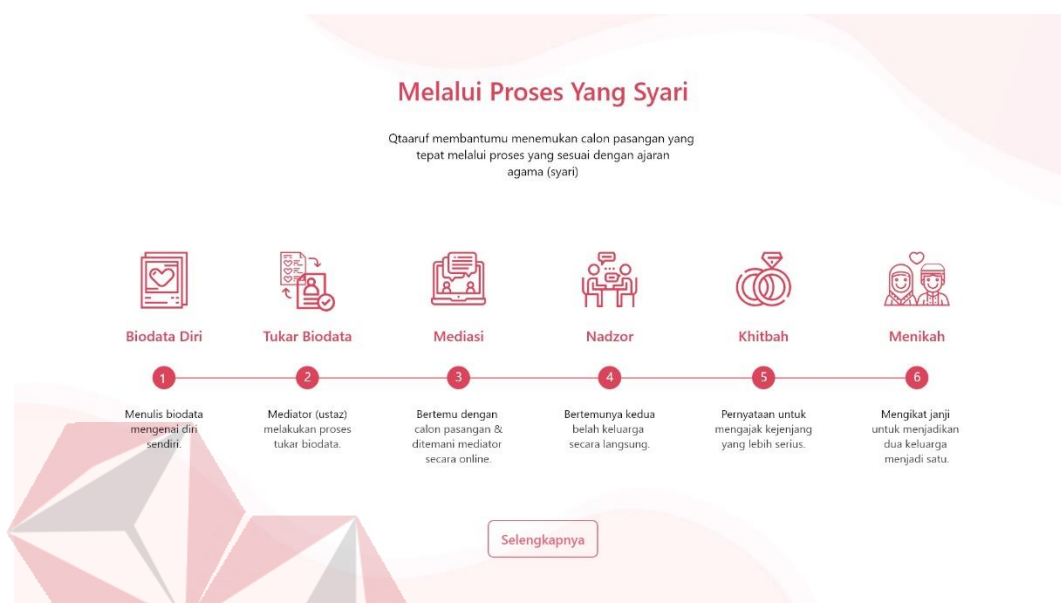 Melalui Proses Yang Syari
Qtaaruf membantumu menemukan calon pasangan yang
tepat melalui proses yang sesuai dengan ajaran
agama (syari)
Biodata Diri
Tukar Biodata
Mediasi
Nadzor
Khitbah
Menikah
1
2
3
4
5
6
Menulis biodata
mengenai diri
sendiri.
Mediator (ustaz)
melakukan proses
tukar biodata.
Bertemu dengan
calon pasangan &
ditemani mediator
secara online.
Bertemunya kedua
belah keluarga
secara langsung.
Pernyataan untuk
mengajak kejenjang
yang lebih serius.
Mengikat janji
untuk menjadikan
dua keluarga
menjadi satu.
Selengkapnya